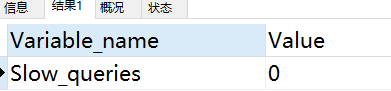 信息 结果1 概况 状态
Variable_name Value
Slow_queries 0